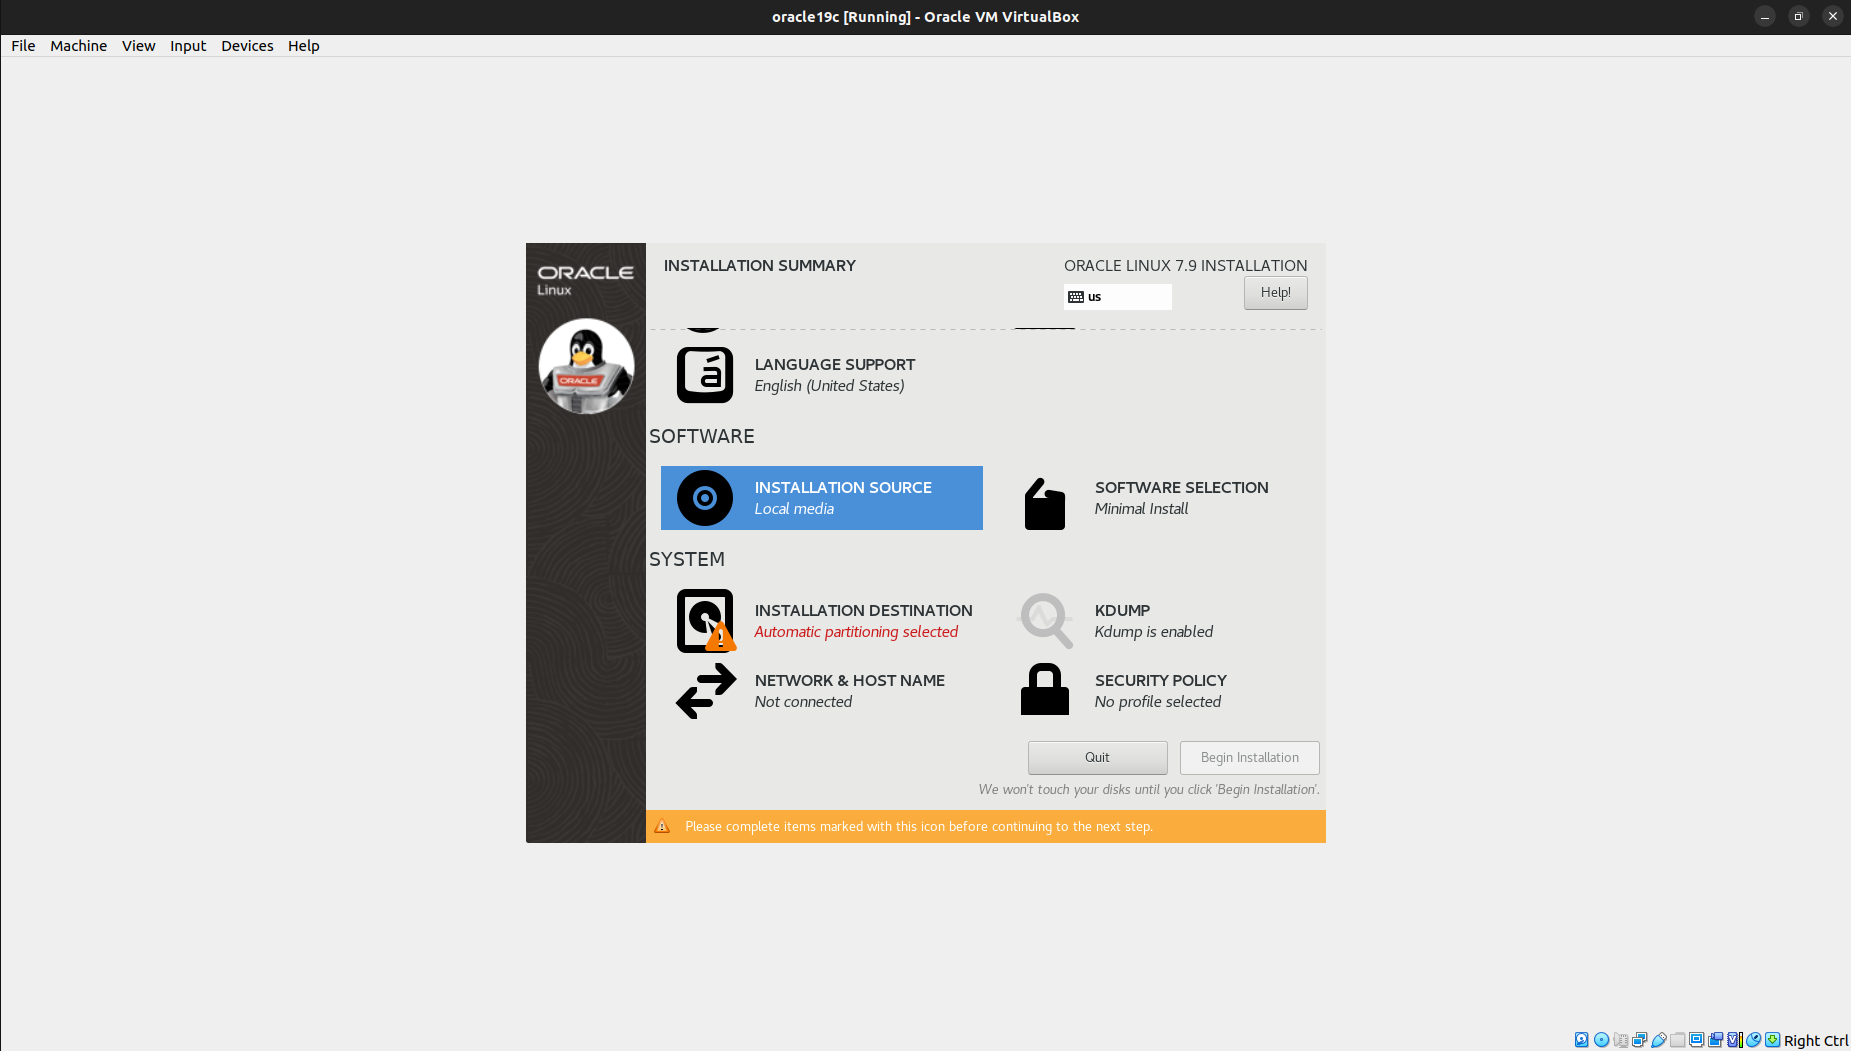 oracle19c [Running] - Oracle VM VirtualBox
File Machine View Input Devices Help
ORACLE
Linux
ORACLE
INSTALLATION SUMMARY
ORACLE LINUX 7.9 INSTALLATION
us
Help!
LANGUAGE SUPPORT
English (United States)
SOFTWARE
INSTALLATION SOURCE
Local media
SOFTWARE SELECTION
Minimal Install
SYSTEM
INSTALLATION DESTINATION
Automatic partitioning selected
KDUMP
Kdump is enabled
NETWORK & HOST NAME
Not connected
SECURITY POLICY
No profile selected
Quit
Begin Installation
We won't touch your disks until you click 'Begin Installation'.
Please complete items marked with this icon before continuing to the next step.
Right Ctrl